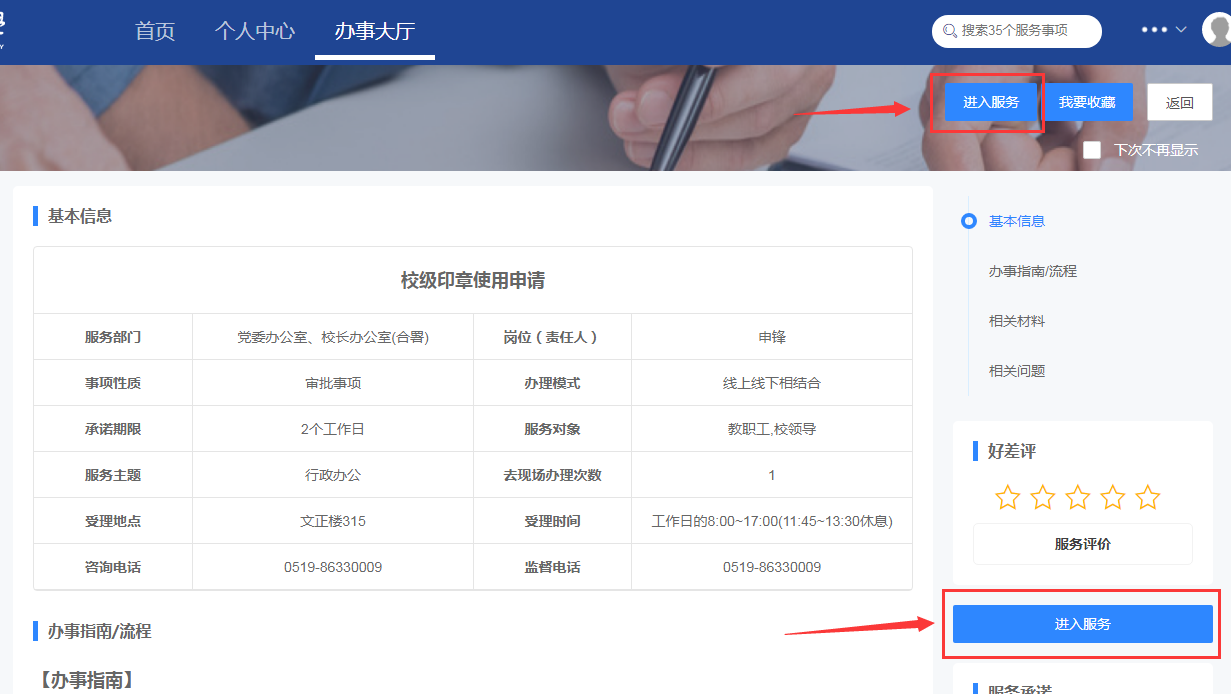 首页 个人中心 办事大厅 搜索35个服务事项
进入服务 我要收藏 返回
下次不再显示
基本信息
校级印章使用申请
服务部门 党委办公室、校长办公室(合署) 岗位（责任人） 申锋
事项性质 审批事项 办理模式 线上线下相结合
承诺期限 2个工作日 服务对象 教职工,校领导
服务主题 行政办公 去现场办理次数 1
受理地点 文正楼315 受理时间 工作日的8:00~17:00(11:45~13:30休息)
咨询电话 0519-86330009 监督电话 0519-86330009
办事指南/流程
【办事指南】
基本信息
办事指南/流程
相关材料
相关问题
好差评
服务评价
进入服务
服务承诺